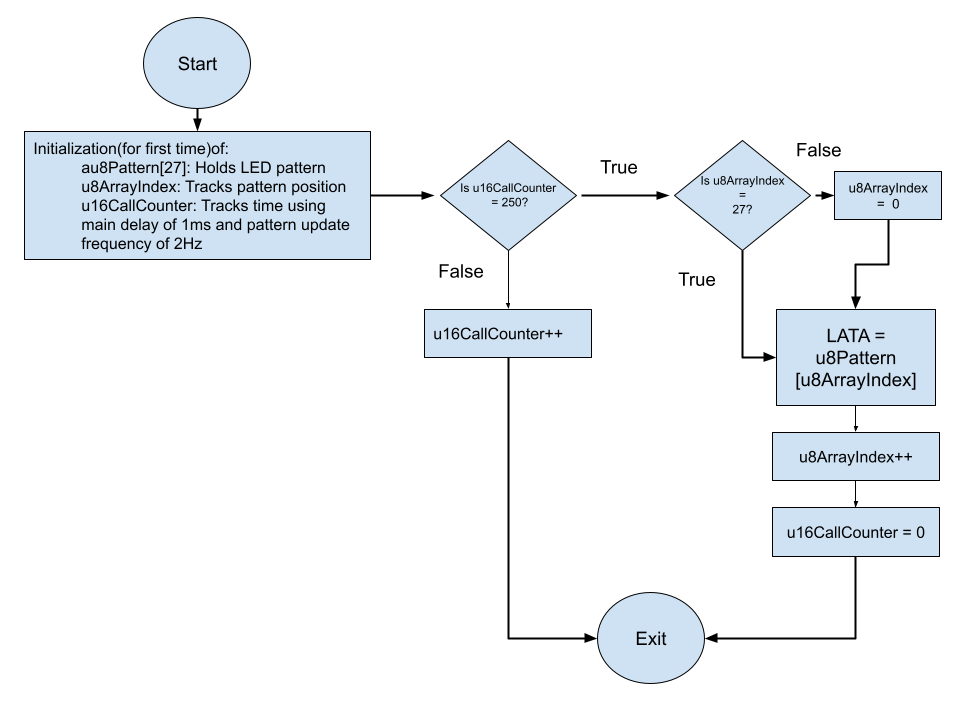 Start
Initialization(for first time)of:
au8Pattern[27]: Holds LED pattern
u8ArrayIndex: Tracks pattern position
u16CallCounter: Tracks time using
main delay of 1ms and pattern update
frequency of 2Hz
Is u16CallCounter
= 250?
True
False
Is u8ArrayIndex
=
27?
False
True
u8ArrayIndex
= 0
u16CallCounter++
LATA =
u8Pattern
[u8ArrayIndex]
u8ArrayIndex++
u16CallCounter = 0
Exit